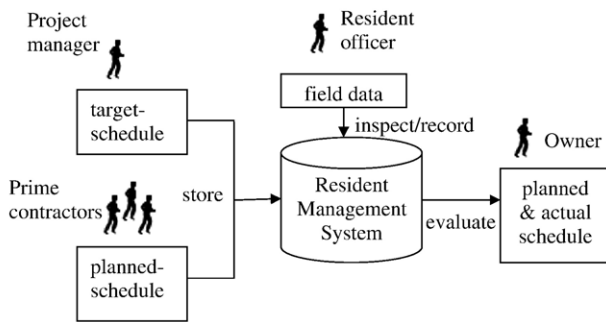 Project
manager
target-
schedule
Prime
contractors
planned-
schedule
store
Resident
officer
field data
inspect/record
Resident
Management
System
evaluate
Owner
planned
& actual
schedule